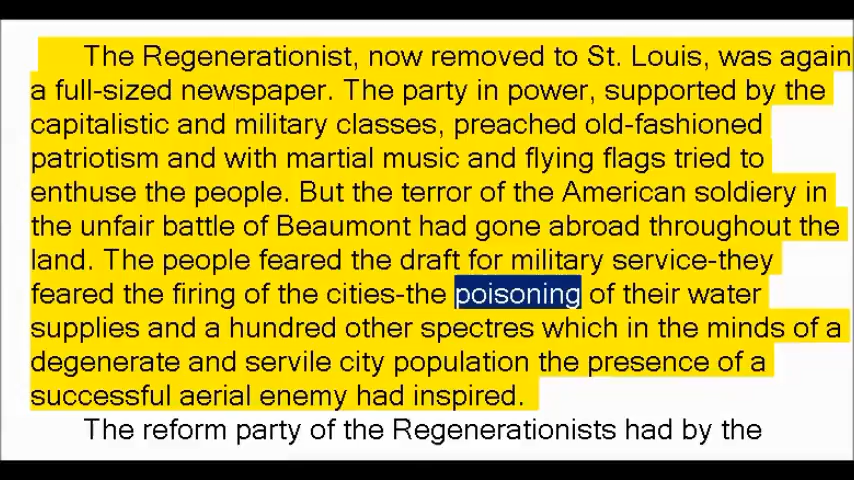 The Regenerationist, now removed to St. Louis, was again
a full-sized newspaper. The party in power, supported by the
capitalistic and military classes, preached old-fashioned
patriotism and with martial music and flying flags tried to
enthuse the people. But the terror of the American soldiery in
the unfair battle of Beaumont had gone abroad throughout the
land. The people feared the draft for military service-they
feared the firing of the cities-the poisoning of their water
supplies and a hundred other spectres which in the minds of a
degenerate and servile city population the presence of a
successful aerial enemy had inspired.
The reform party of the Regenerationists had by the